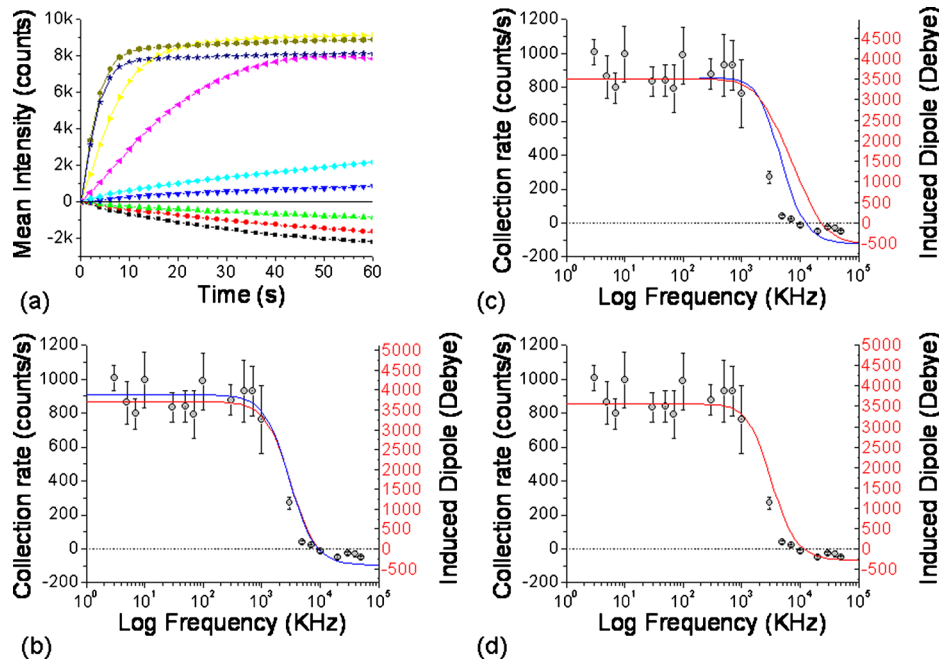 10k
8k
6k
4k
2k
0
-2k
0 10 20 30 40 50 60
Mean Intensity (counts)
Time (s)
(a)
1200
1000
800
600
400
200
0
-200
10^0 10^1 10^2 10^3 10^4 10^5
Collection rate (counts/s)
Log Frequency (KHz)
4500
4000
3500
3000
2500
2000
1500
1000
500
0
-500
Induced Dipole (Debye)
(c)
1200
1000
800
600
400
200
0
-200
10^0 10^1 10^2 10^3 10^4 10^5
Collection rate (counts/s)
Log Frequency (KHz)
5000
4500
4000
3500
3000
2500
2000
1500
1000
500
0
-500
Induced Dipole (Debye)
(b)
1200
1000
800
600
400
200
0
-200
10^0 10^1 10^2 10^3 10^4 10^5
Collection rate (counts/s)
Log Frequency (KHz)
5000
4500
4000
3500
3000
2500
2000
1500
1000
500
0
-500
Induced Dipole (Debye)
(d)